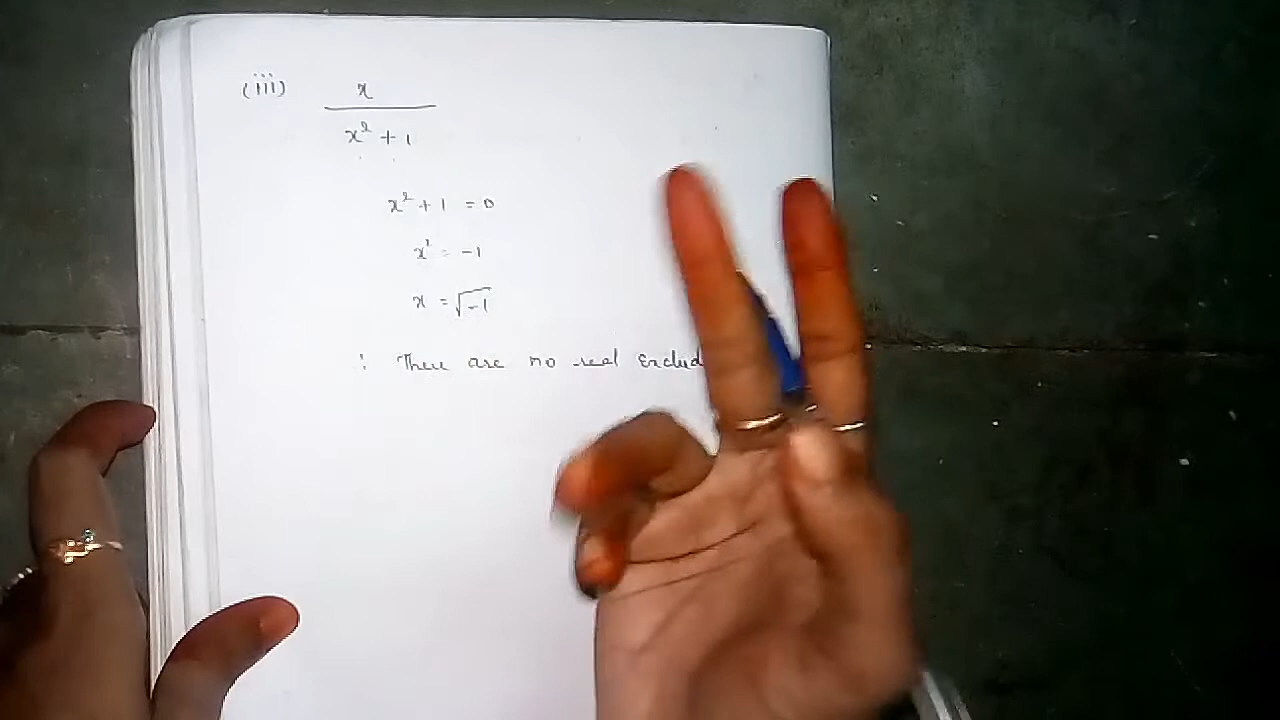 (iii) x
x² + 1
x² + 1 = 0
x² = -1
x = √-1
There are no real